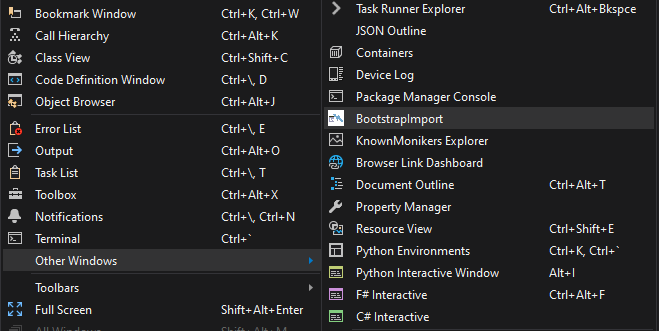 Bookmark Window Ctrl+K, Ctrl+W
Call Hierarchy Ctrl+Alt+K
Class View Ctrl+Shift+C
Code Definition Window Ctrl+\, D
Object Browser Ctrl+Alt+J
Error List Ctrl+\, E
Output Ctrl+Alt+O
Task List Ctrl+\, T
Toolbox Ctrl+Alt+X
Notifications Ctrl+\, Ctrl+N
Terminal Ctrl+`
Other Windows
Toolbars
Full Screen Shift+Alt+Enter
All Windows Shift+Alt+M
Task Runner Explorer Ctrl+Alt+Bkspce
JSON Outline
Containers
Device Log
Package Manager Console
BootstrapImport
KnownMonikers Explorer
Browser Link Dashboard
Document Outline Ctrl+Alt+T
Property Manager
Resource View Ctrl+Shift+E
Python Environments Ctrl+K, Ctrl+`
Python Interactive Window Alt+I
F# Interactive Ctrl+Alt+F
C# Interactive